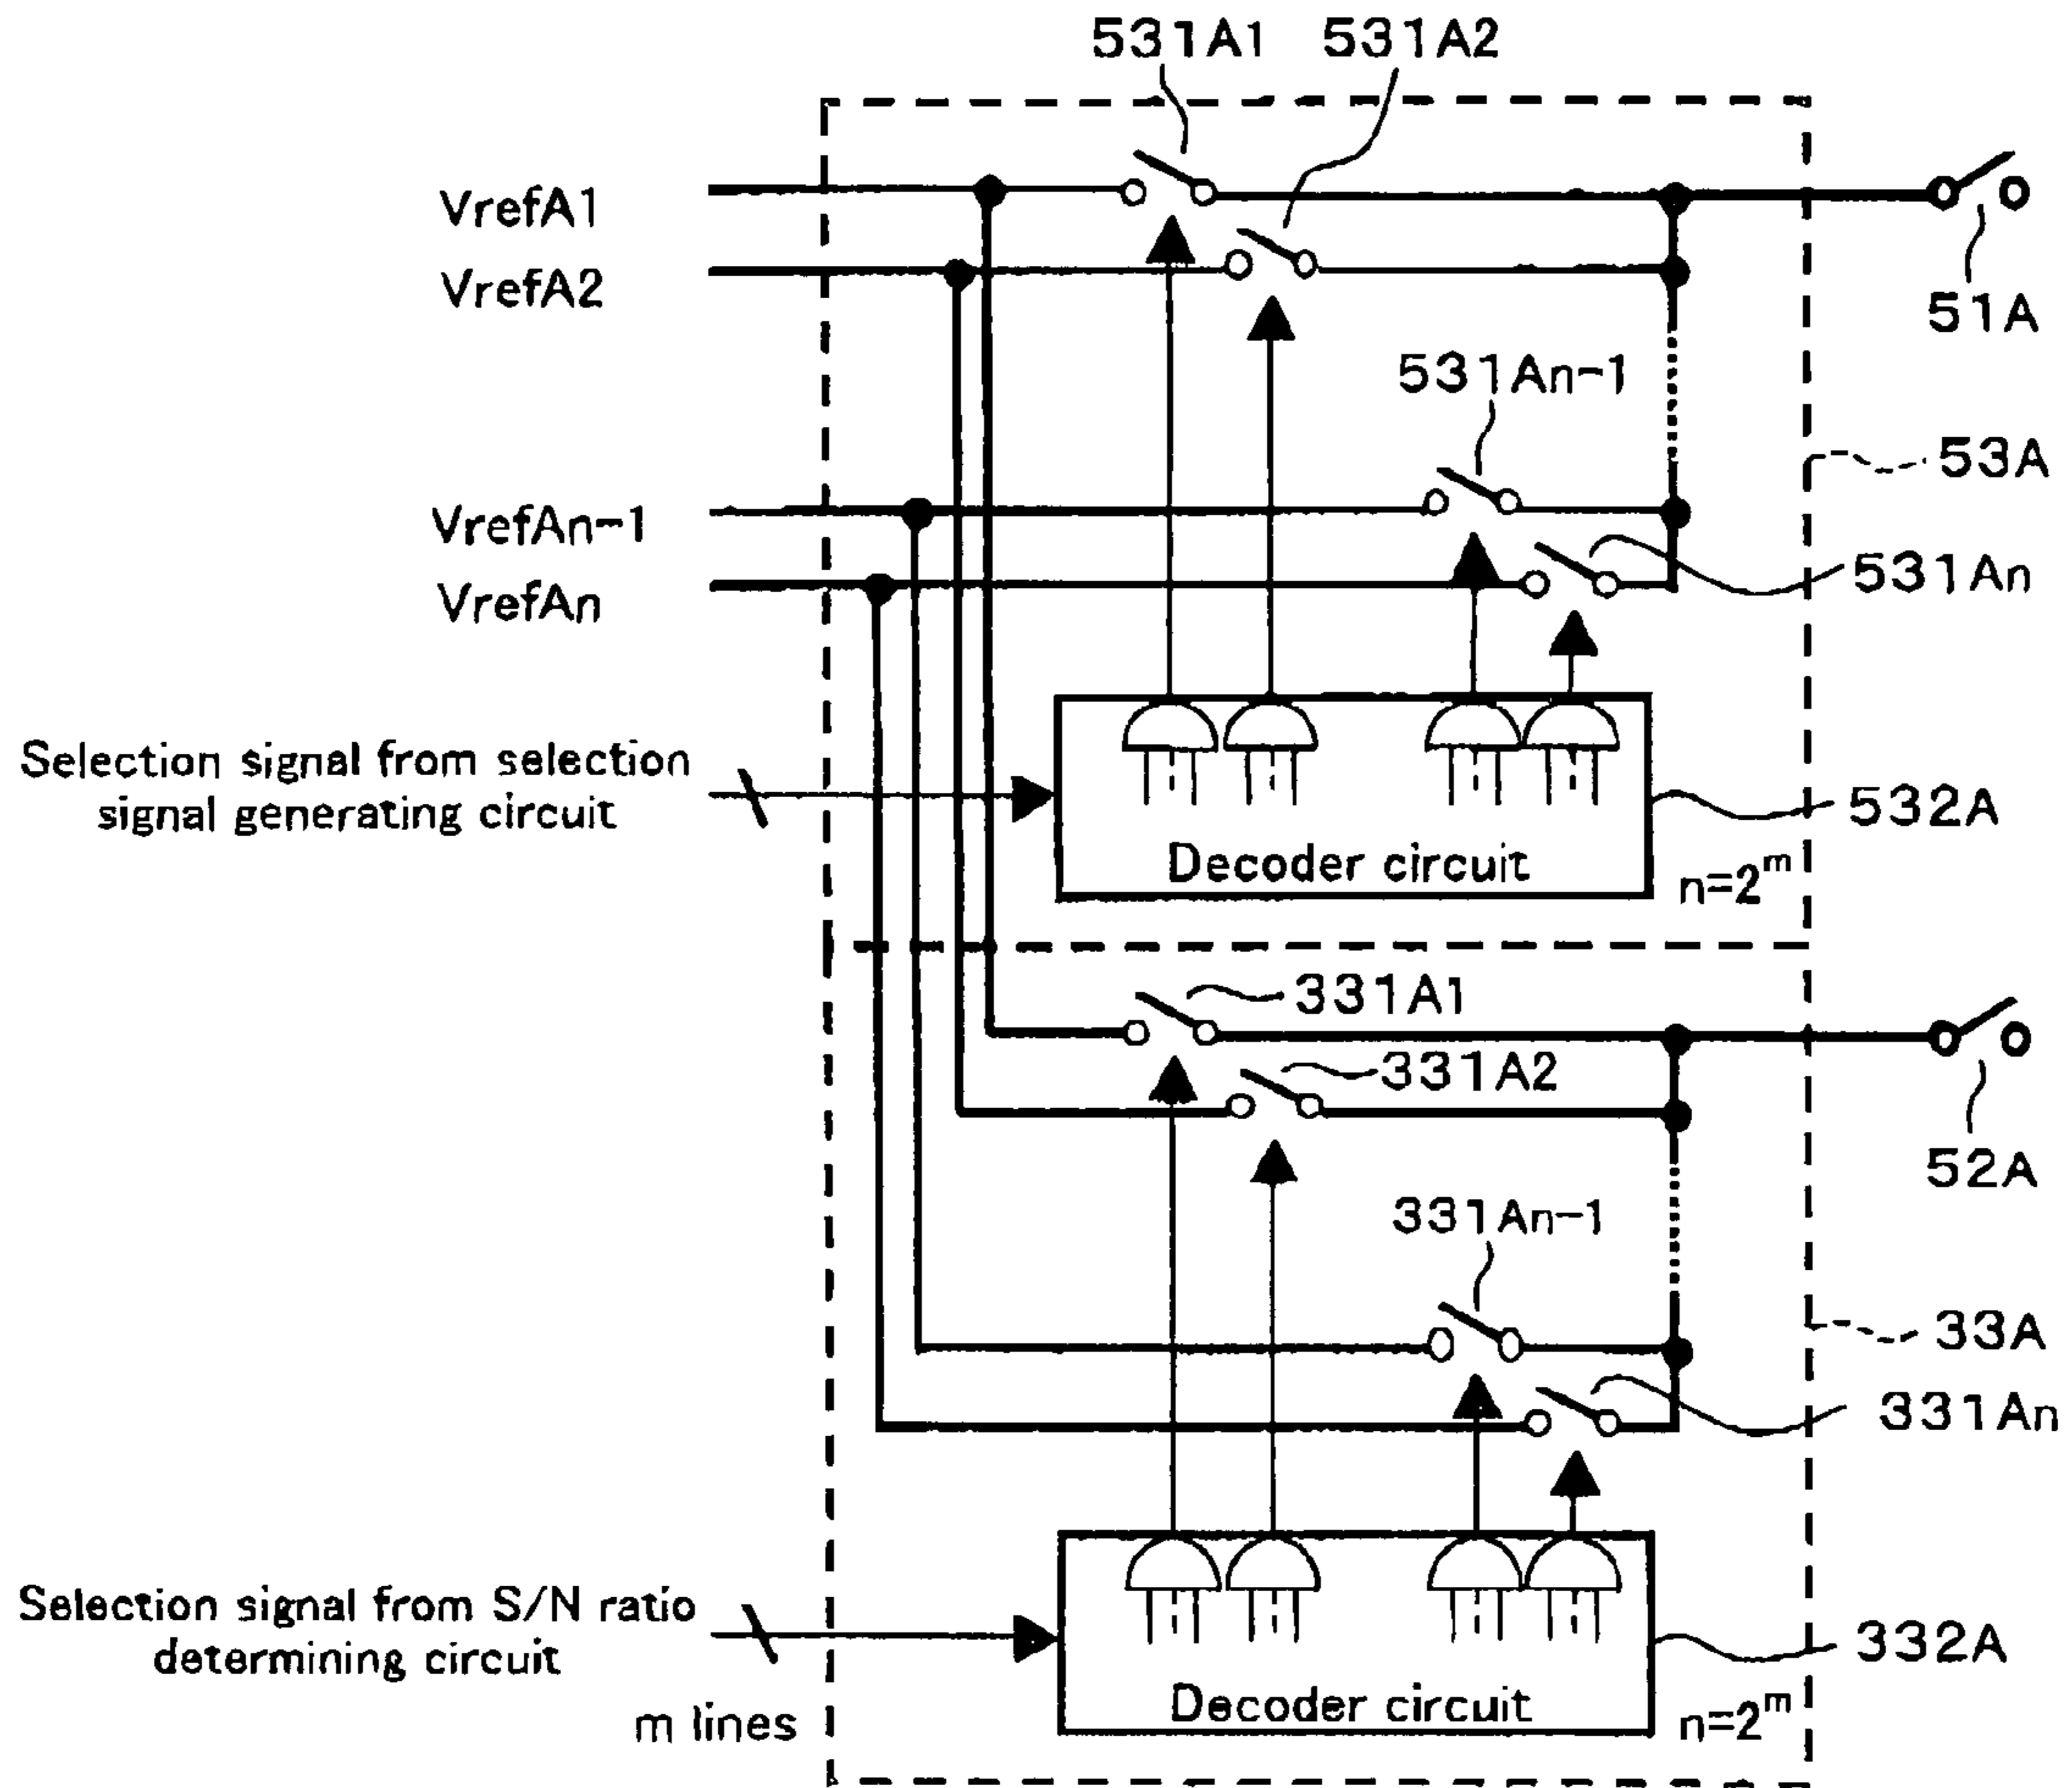 531A1 531A2
VrefA1
VrefA2
51A
531An-1
53A
VrefAn-1
531An
VrefAn
Selection signal from selection
signal generating circuit
532A
Decoder circuit
n=2^m
331A1
331A2
52A
331An-1
33A
331An
Selection signal from S/N ratio
determining circuit
332A
m lines
Decoder circuit
n=2^m